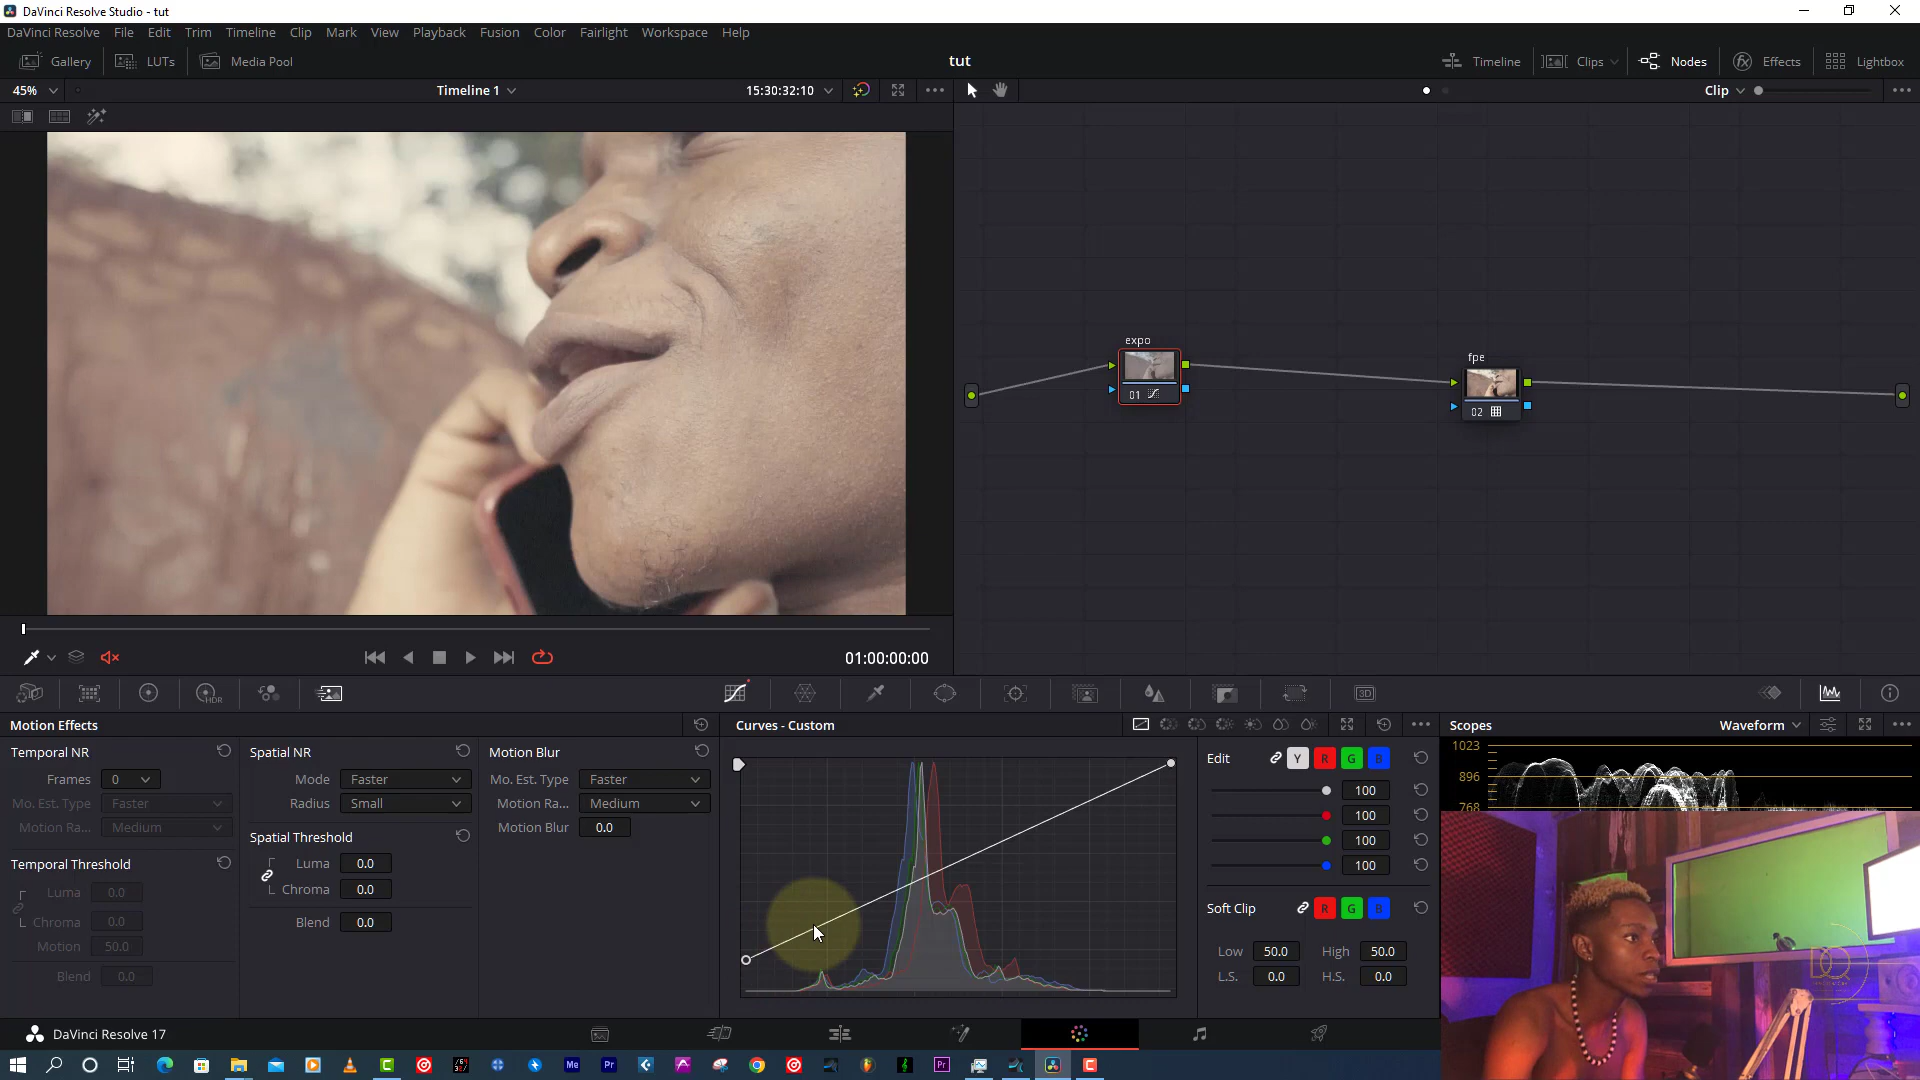 DaVinci Resolve Studio - tut
DaVinci Resolve File Edit Trim Timeline Clip Mark View Playback Fusion Color Fairlight Workspace Help
Gallery LUTs Media Pool tut Timeline Clips Nodes Effects Lightbox
45% Timeline 1 15:30:32:10 Clip
expo
01
fpe
02
01:00:00:00
HDR
3D
Motion Effects
Temporal NR
Frames 0
Mo. Est. Type Faster
Motion Ra... Medium
Temporal Threshold
Luma 0.0
Chroma 0.0
Motion 50.0
Blend 0.0
Spatial NR
Mode Faster
Radius Small
Spatial Threshold
Luma 0.0
Chroma 0.0
Blend 0.0
Motion Blur
Mo. Est. Type Faster
Motion Ra... Medium
Motion Blur 0.0
Curves - Custom
Edit Y R G B
100
100
100
100
Soft Clip R G B
Low 50.0 High 50.0
L.S. 0.0 H.S. 0.0
Scopes Waveform
1023
896
768
DaVinci Resolve 17
Me Pr Pr